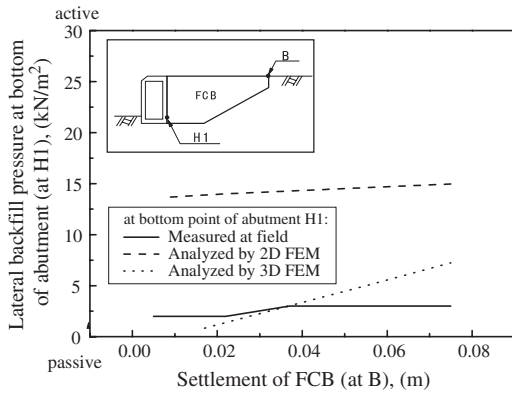 active
30
25
20
15
10
5
0
passive
Lateral backfill pressure at bottom
of abutment (at H1), (kN/m²)
B
FCB
H1
at bottom point of abutment H1:
Measured at field
Analyzed by 2D FEM
Analyzed by 3D FEM
0.00 0.02 0.04 0.06 0.08
Settlement of FCB (at B), (m)